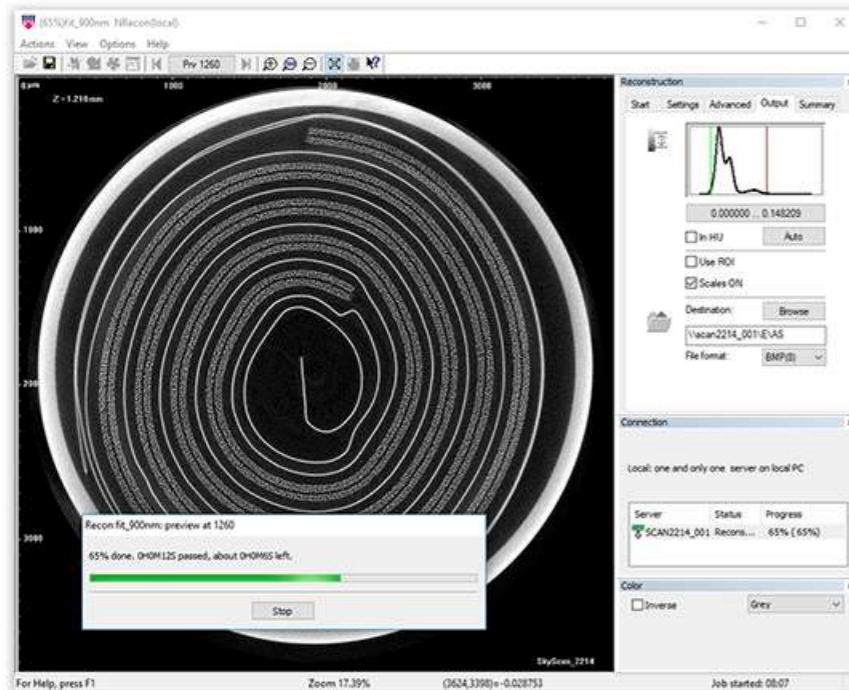 (65%)fit_900nm NRecon(local)
Actions View Options Help
Prv 1260
0 µm 1000 2000 3000
Z=1.218mm
1000
2000
3000
SkyScan_2214
Reconstruction
Start Settings Advanced Output Summary
0.000000 ... 0.148209
In HU
Auto
Use ROI
Scales ON
Destination:
Browse
\\scan2214_001\E\AS
File format:
BMP(8)
Connection
Local: one and only one server on local PC
Server Status Progress
SCAN2214_001 Recons... 65% (65%)
Color
Inverse
Grey
Recon fit_900nm: preview at 1260
65% done. 0H0M12S passed, about 0H0M6S left.
Stop
For Help, press F1
Zoom 17.39%
(3624,3398)=-0.028753
Job started: 08:07